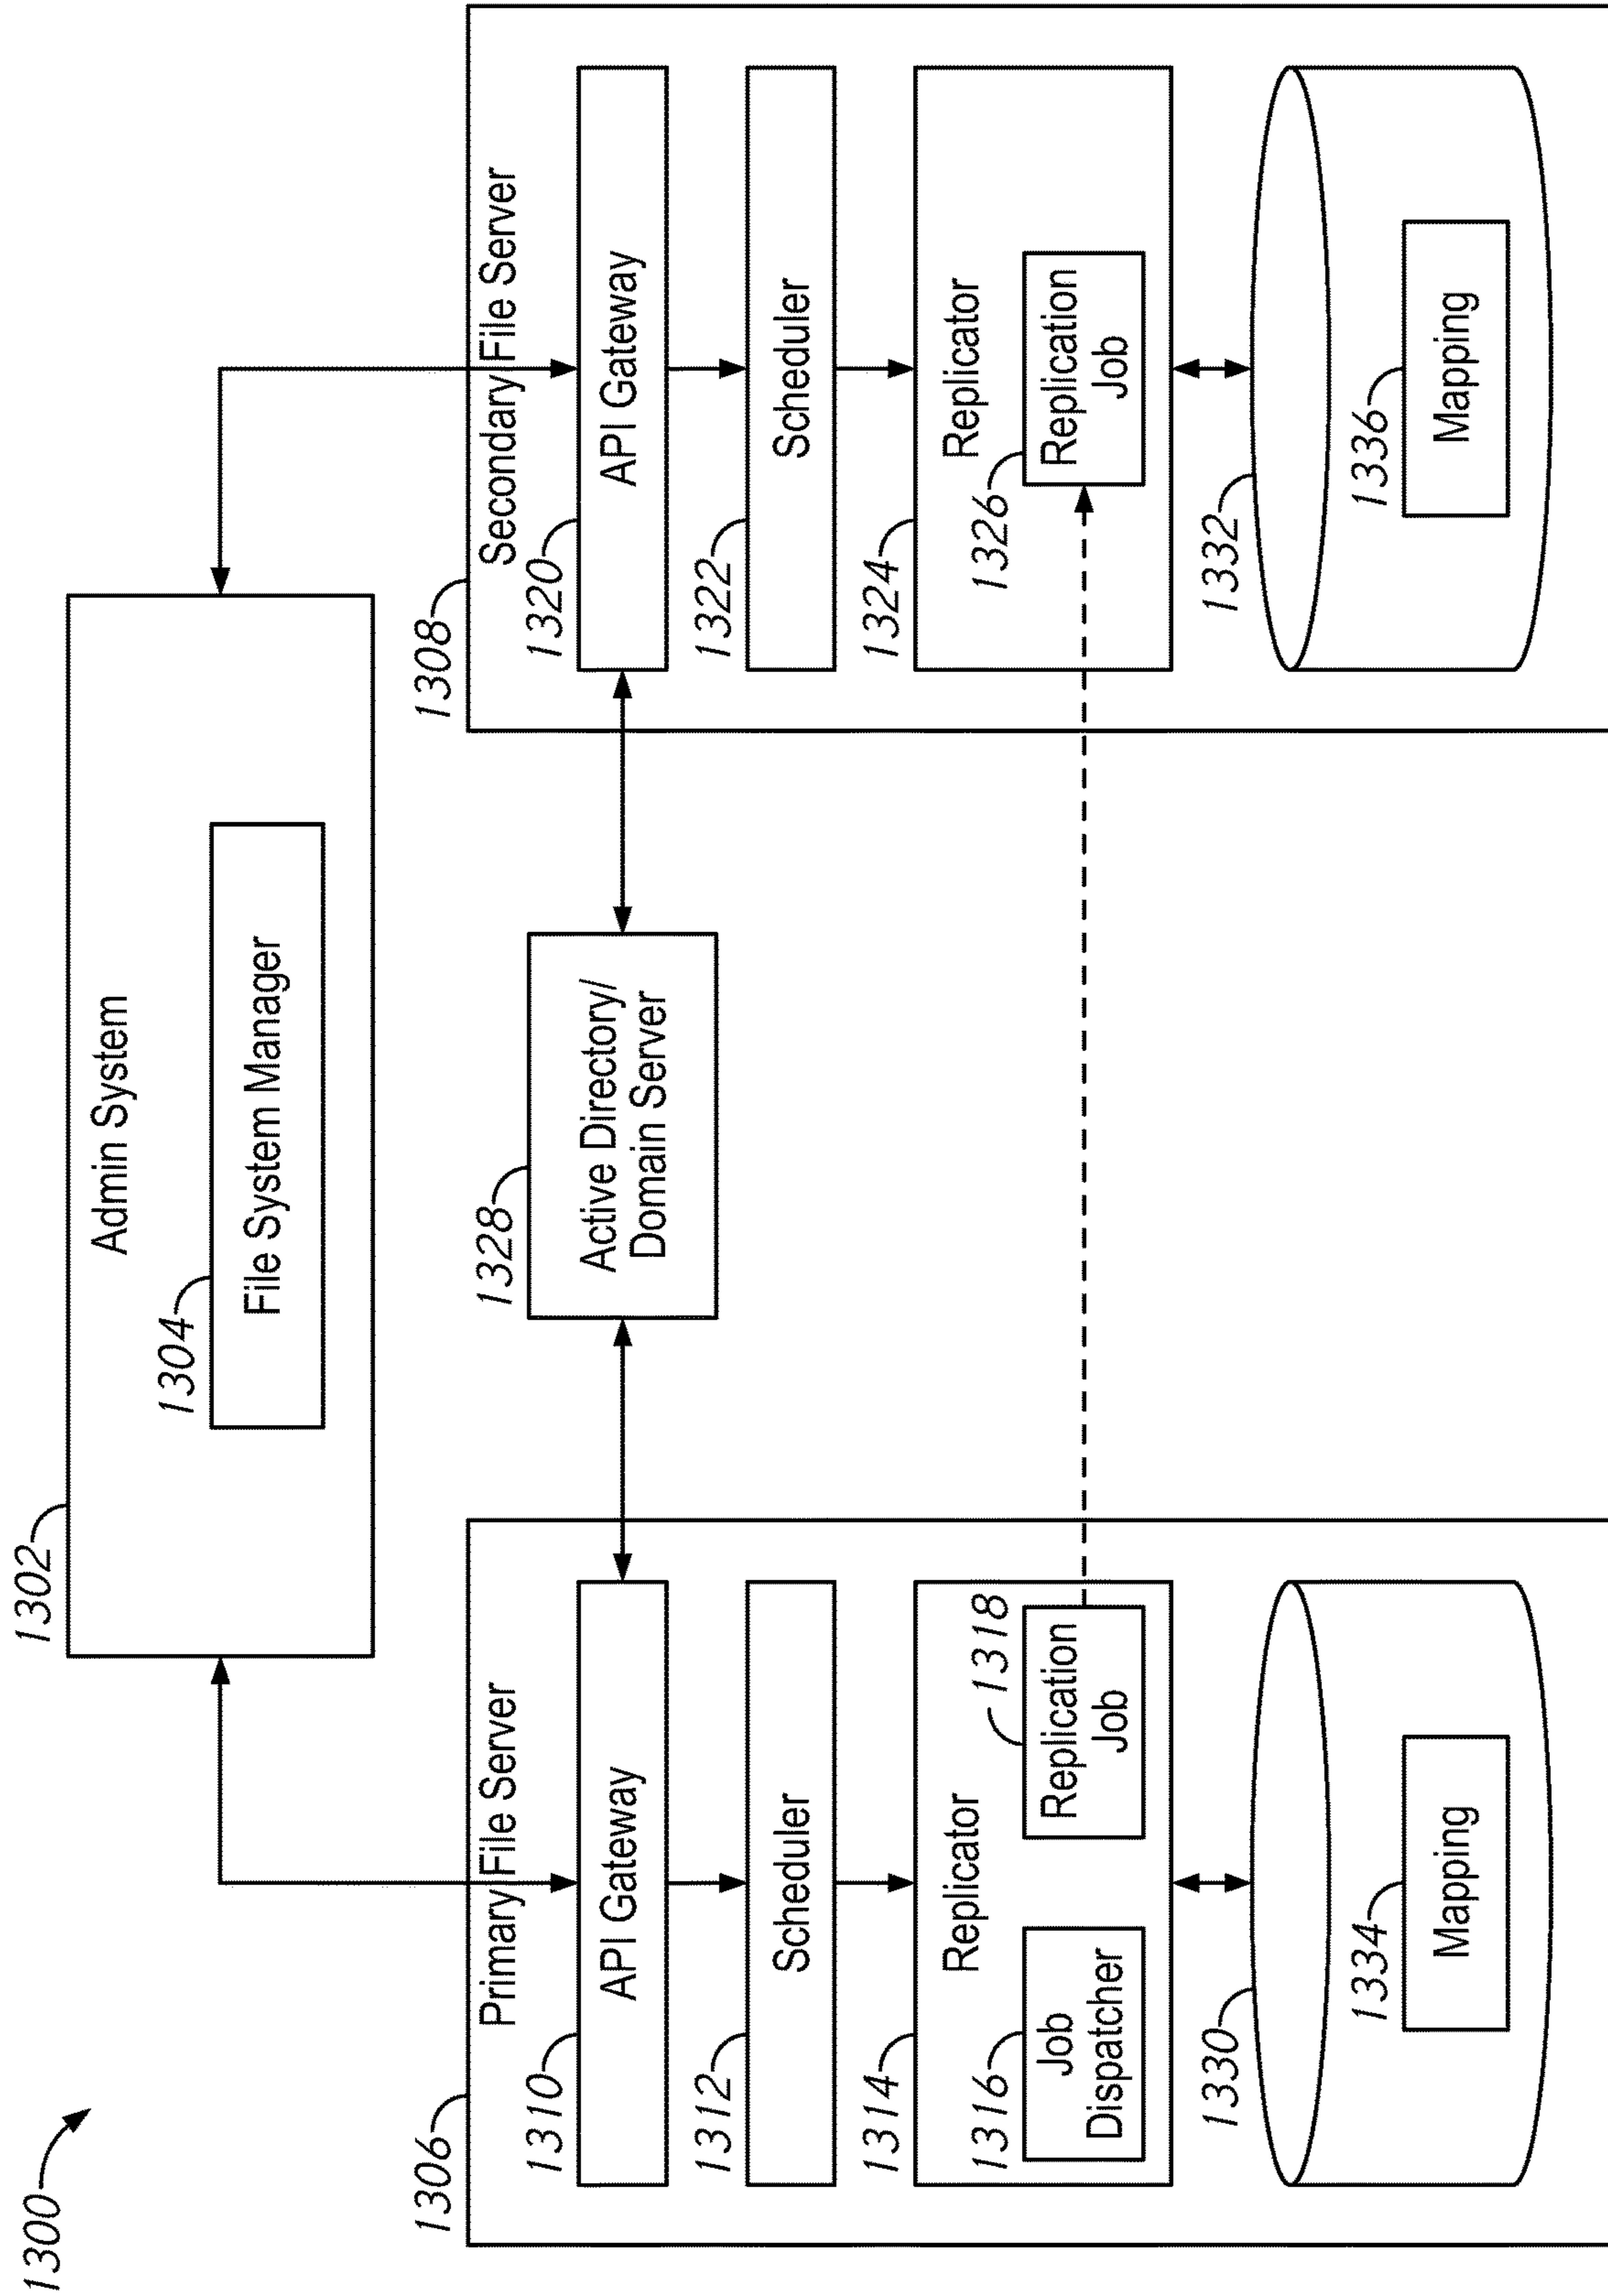 1300
1302
Admin System
1304
File System Manager
1306
Primary File Server
1310
API Gateway
1312
Scheduler
1314
Replicator
1316
Job
Dispatcher
1318
Replication
Job
1330
1334
Mapping
1328
Active Directory/
Domain Server
1308
Secondary File Server
1320
API Gateway
1322
Scheduler
1324
Replicator
1326
Replication
Job
1332
1336
Mapping